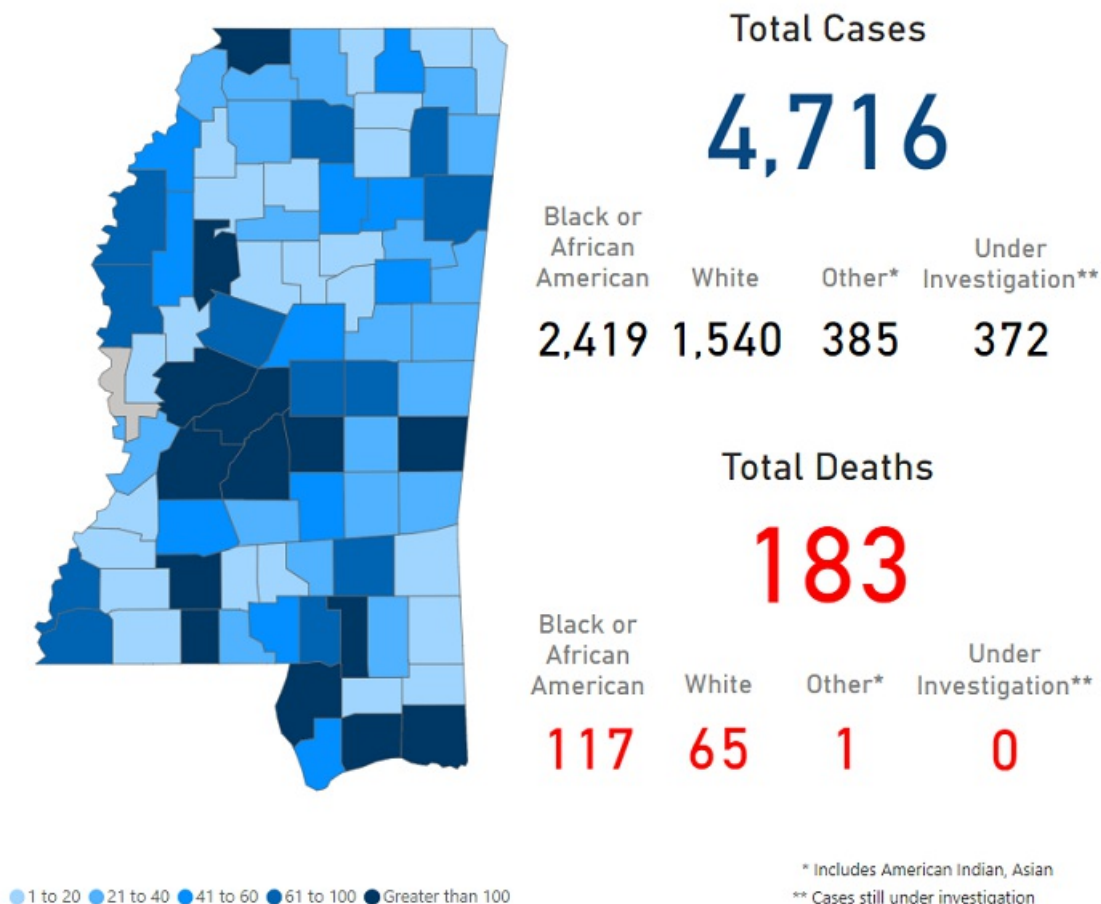 Total Cases
4,716
Black or
African
American
White
Other*
Under
Investigation**
2,419
1,540
385
372
Total Deaths
183
Black or
African
American
White
Other*
Under
Investigation**
117
65
1
0
1 to 20
21 to 40
41 to 60
61 to 100
Greater than 100
* Includes American Indian, Asian
** Cases still under investigation